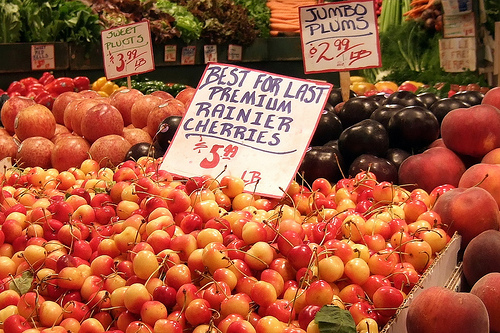 SWEET
PLUOTS
$3.99 LB
JUMBO
PLUMS
$2.99 LB
BEST FOR LAST
PREMIUM
RAINIER
CHERRIES
$5.99
LB